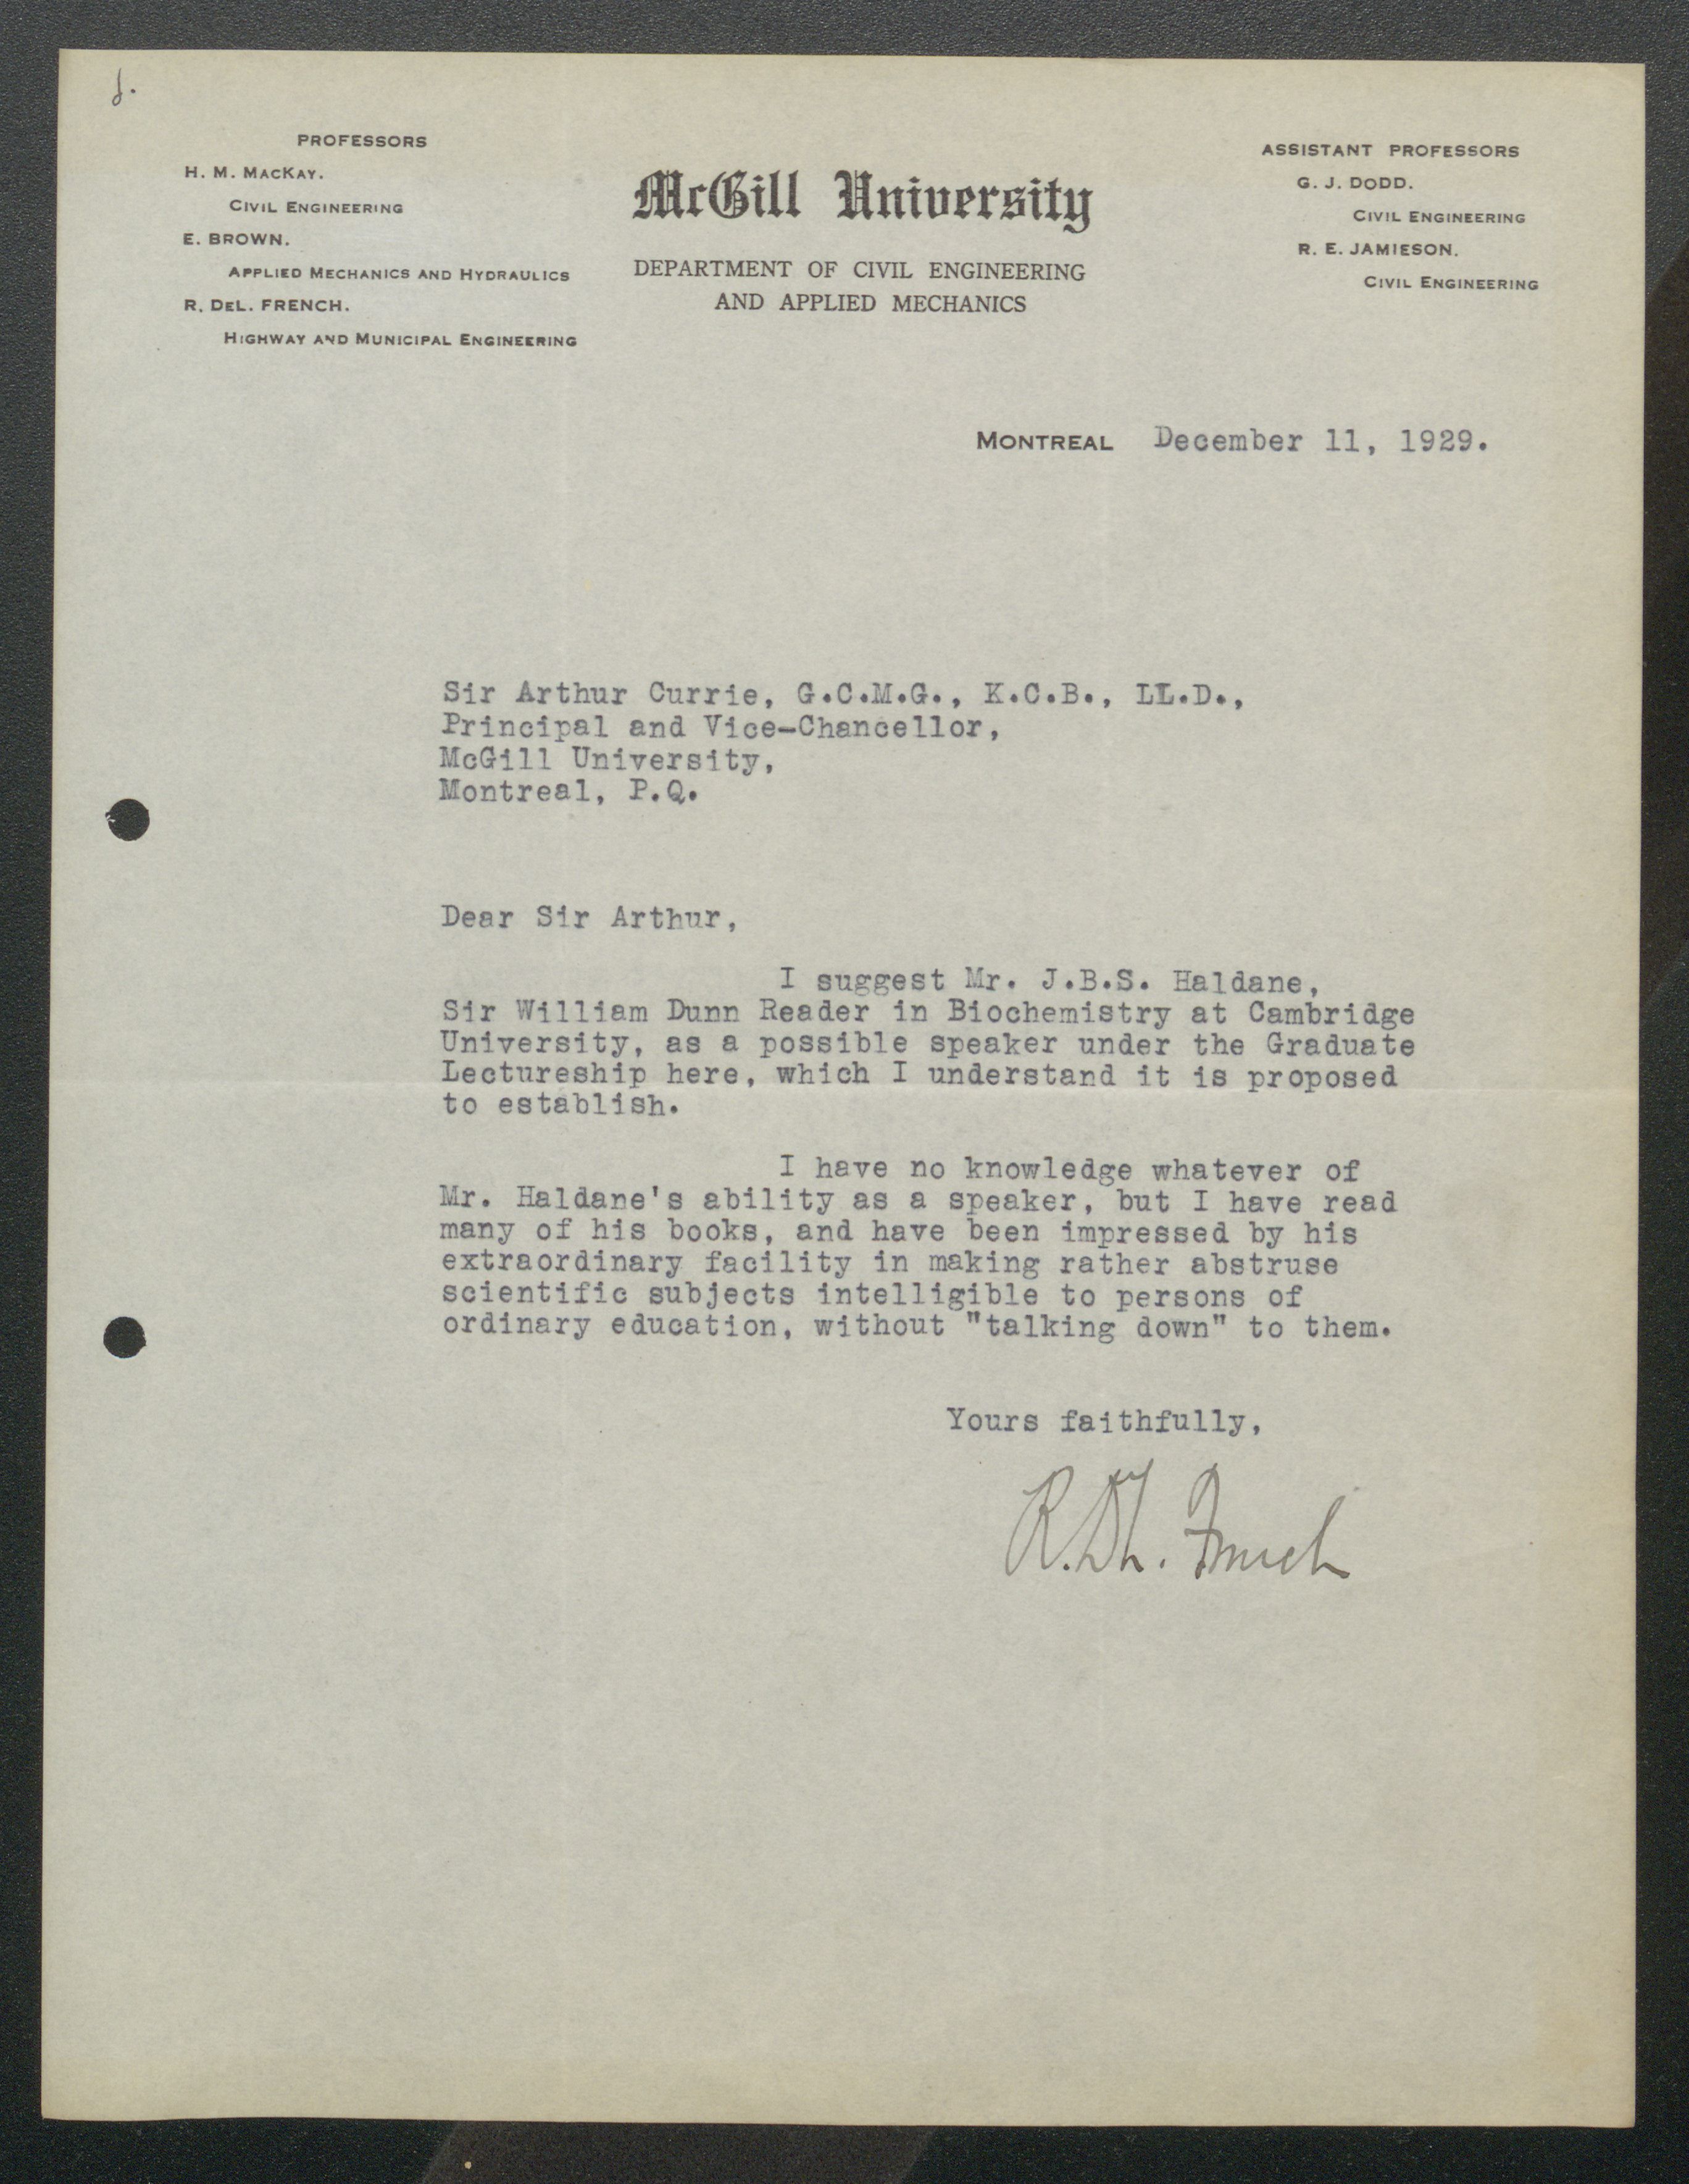 PROFESSORS
H. M. MACKAY.
CIVIL ENGINEERING
E. BROWN.
APPLIED MECHANICS AND HYDRAULICS
R. DEL. FRENCH.
HIGHWAY AND MUNICIPAL ENGINEERING
McGill University
DEPARTMENT OF CIVIL ENGINEERING
AND APPLIED MECHANICS
ASSISTANT PROFESSORS
G. J. DODD.
CIVIL ENGINEERING
R. E. JAMIESON.
CIVIL ENGINEERING
MONTREAL December 11, 1929.
Sir Arthur Currie, G.C.M.G., K.C.B., LL.D.,
Principal and Vice-Chancellor,
McGill University,
Montreal, P.Q.
Dear Sir Arthur,
I suggest Mr. J.B.S. Haldane,
Sir William Dunn Reader in Biochemistry at Cambridge
University, as a possible speaker under the Graduate
Lectureship here, which I understand it is proposed
to establish.
I have no knowledge whatever of
Mr. Haldane's ability as a speaker, but I have read
many of his books, and have been impressed by his
extraordinary facility in making rather abstruse
scientific subjects intelligible to persons of
ordinary education, without "talking down" to them.
Yours faithfully,
R. DeL. French